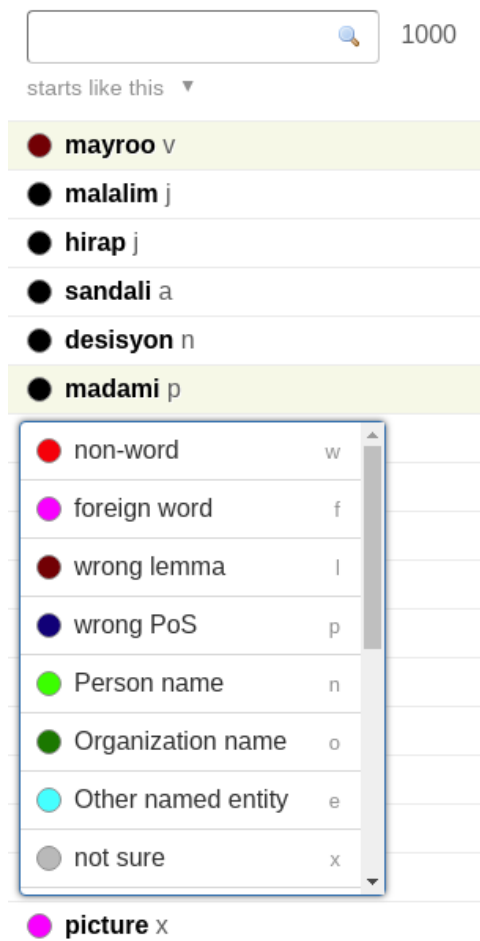 1000
starts like this ▼
mayroo v
malalim j
hirap j
sandali a
desisyon n
madami p
non-word w
foreign word f
wrong lemma l
wrong PoS p
Person name n
Organization name o
Other named entity e
not sure x
picture x